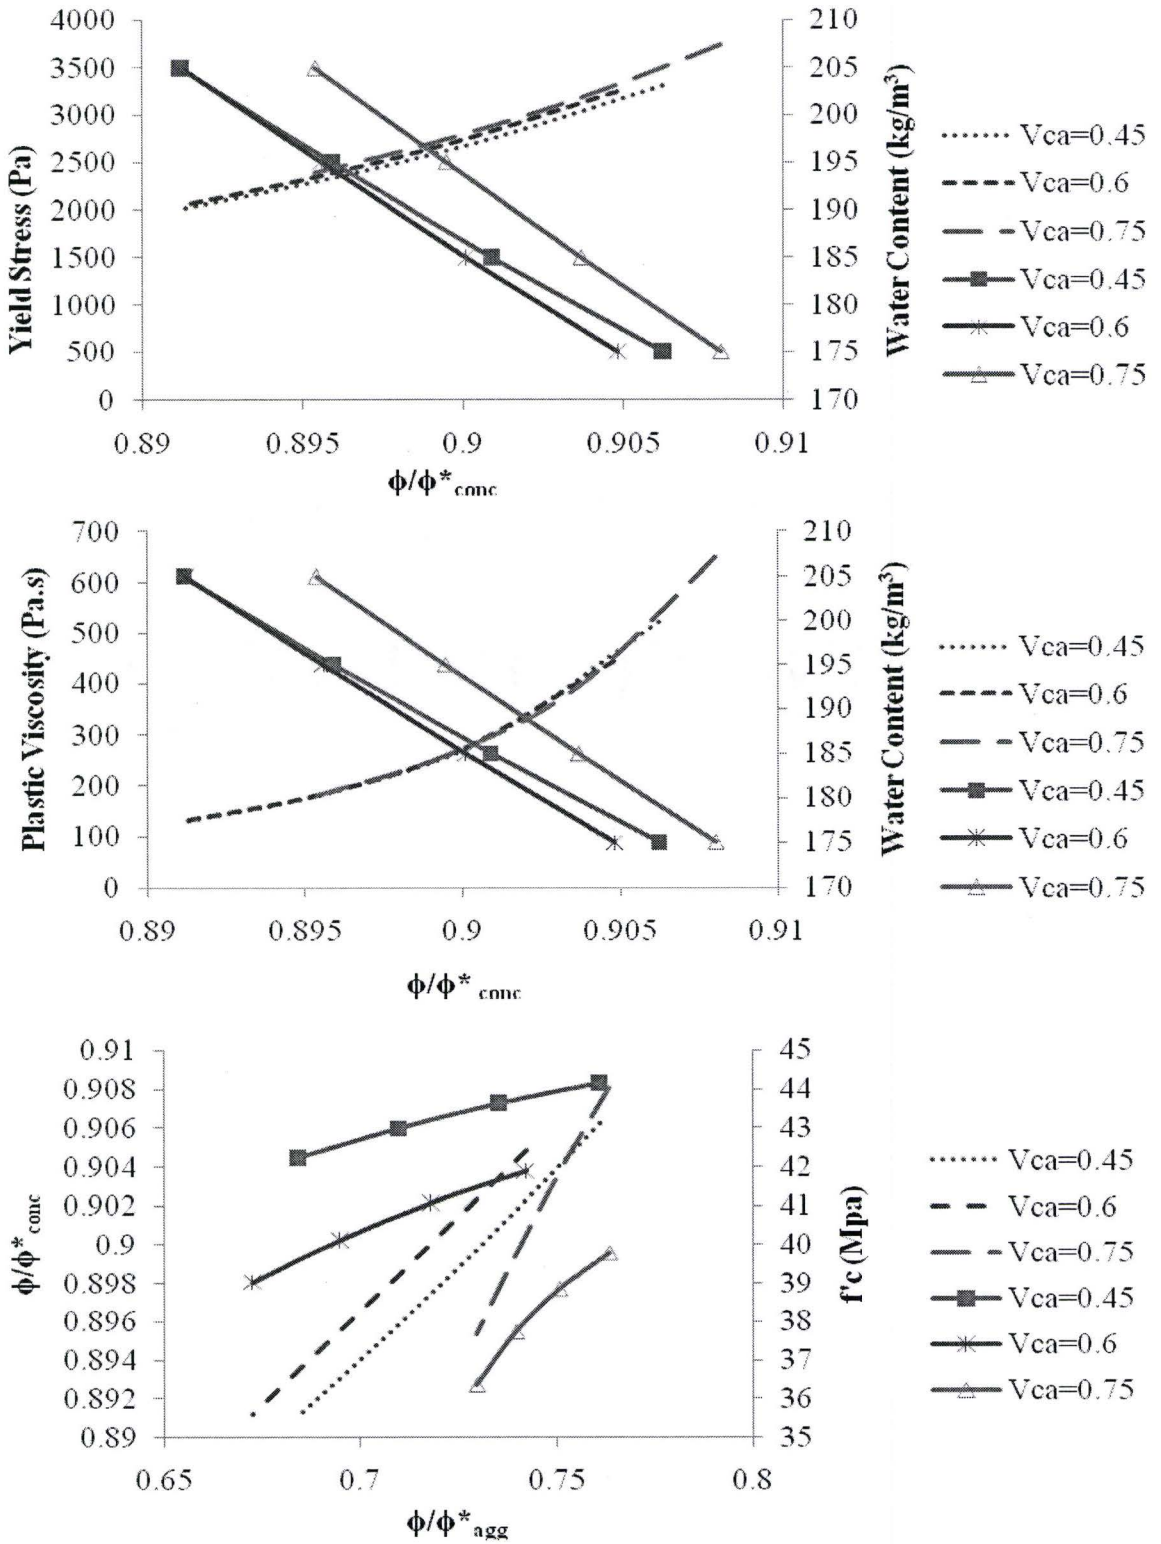 4000
3500
3000
2500
2000
1500
1000
500
0
Yield Stress (Pa)
210
205
200
195
190
185
180
175
170
Water Content (kg/m³)
0.89 0.895 0.9 0.905 0.91
ϕ/ϕ*conc
Vca=0.45
Vca=0.6
Vca=0.75
Vca=0.45
Vca=0.6
Vca=0.75
700
600
500
400
300
200
100
0
Plastic Viscosity (Pa.s)
210
205
200
195
190
185
180
175
170
Water Content (kg/m³)
0.89 0.895 0.9 0.905 0.91
ϕ/ϕ* conc
Vca=0.45
Vca=0.6
Vca=0.75
Vca=0.45
Vca=0.6
Vca=0.75
0.91
0.908
0.906
0.904
0.902
0.9
0.898
0.896
0.894
0.892
0.89
ϕ/ϕ*conc
45
44
43
42
41
40
39
38
37
36
35
f'c (Mpa)
0.65 0.7 0.75 0.8
ϕ/ϕ*agg
Vca=0.45
Vca=0.6
Vca=0.75
Vca=0.45
Vca=0.6
Vca=0.75